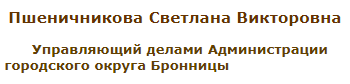 Пшеничникова Светлана Викторовна
Управляющий делами Администрации
городского округа Бронницы